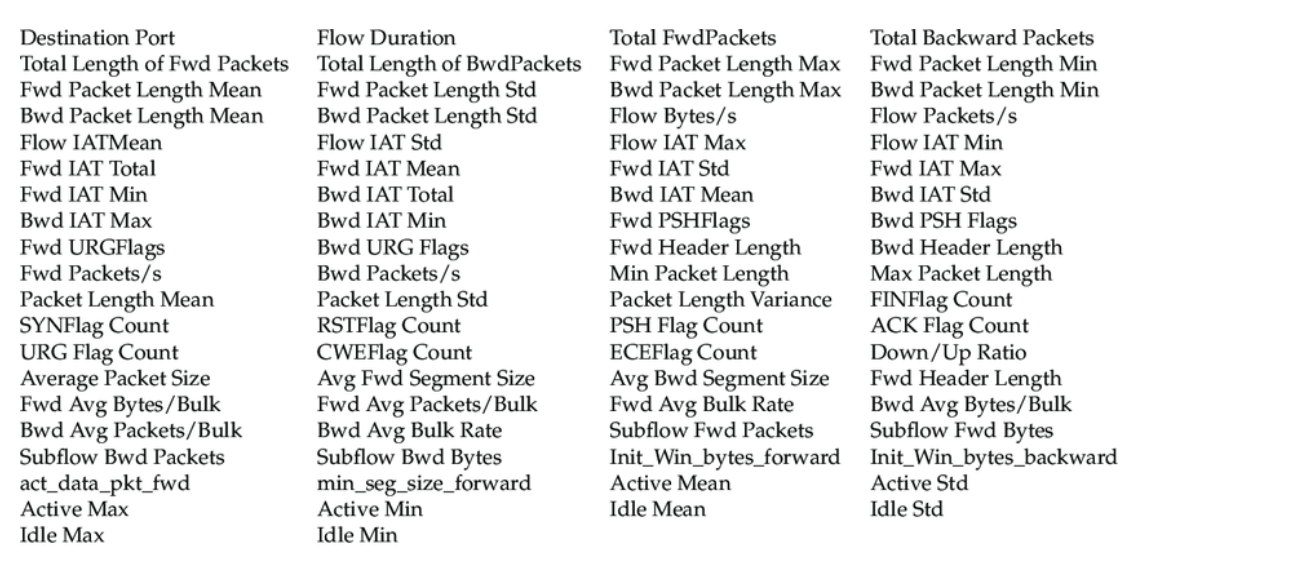 Destination Port Flow Duration Total FwdPackets Total Backward Packets
Total Length of Fwd Packets Total Length of BwdPackets Fwd Packet Length Max Fwd Packet Length Min
Fwd Packet Length Mean Fwd Packet Length Std Bwd Packet Length Max Bwd Packet Length Min
Bwd Packet Length Mean Bwd Packet Length Std Flow Bytes/s Flow Packets/s
Flow IATMean Flow IAT Std Flow IAT Max Flow IAT Min
Fwd IAT Total Fwd IAT Mean Fwd IAT Std Fwd IAT Max
Fwd IAT Min Bwd IAT Total Bwd IAT Mean Bwd IAT Std
Bwd IAT Max Bwd IAT Min Fwd PSHFlags Bwd PSH Flags
Fwd URGFlags Bwd URG Flags Fwd Header Length Bwd Header Length
Fwd Packets/s Bwd Packets/s Min Packet Length Max Packet Length
Packet Length Mean Packet Length Std Packet Length Variance FINFlag Count
SYNFlag Count RSTFlag Count PSH Flag Count ACK Flag Count
URG Flag Count CWEFlag Count ECEFlag Count Down/Up Ratio
Average Packet Size Avg Fwd Segment Size Avg Bwd Segment Size Fwd Header Length
Fwd Avg Bytes/Bulk Fwd Avg Packets/Bulk Fwd Avg Bulk Rate Bwd Avg Bytes/Bulk
Bwd Avg Packets/Bulk Bwd Avg Bulk Rate Subflow Fwd Packets Subflow Fwd Bytes
Subflow Bwd Packets Subflow Bwd Bytes Init_Win_bytes_forward Init_Win_bytes_backward
act_data_pkt_fwd min_seg_size_forward Active Mean Active Std
Active Max Active Min Idle Mean Idle Std
Idle Max Idle Min